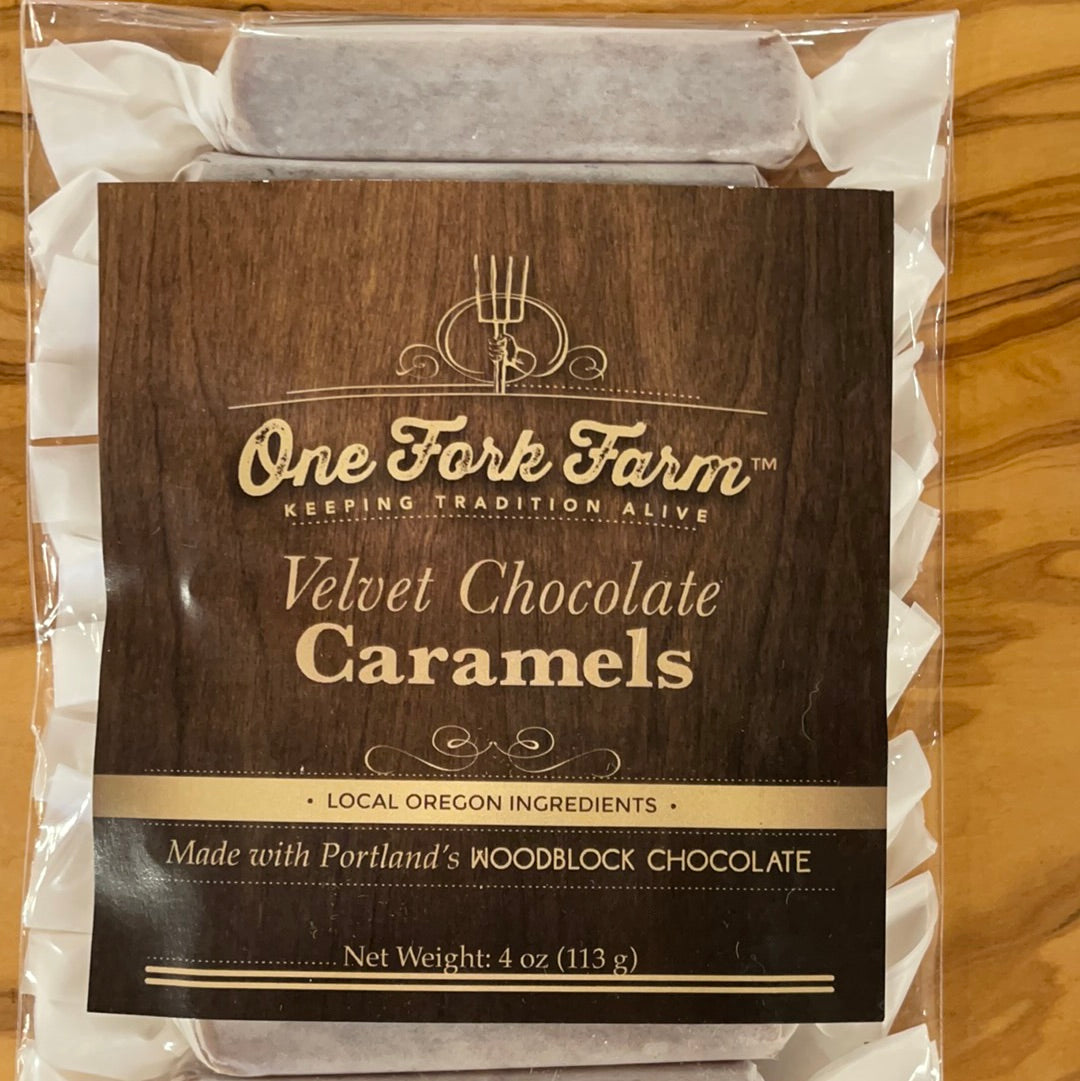 One Fork Farm™
KEEPING TRADITION ALIVE
Velvet Chocolate
Caramels
• LOCAL OREGON INGREDIENTS •
Made with Portland's WOODBLOCK CHOCOLATE
Net Weight: 4 oz (113 g)